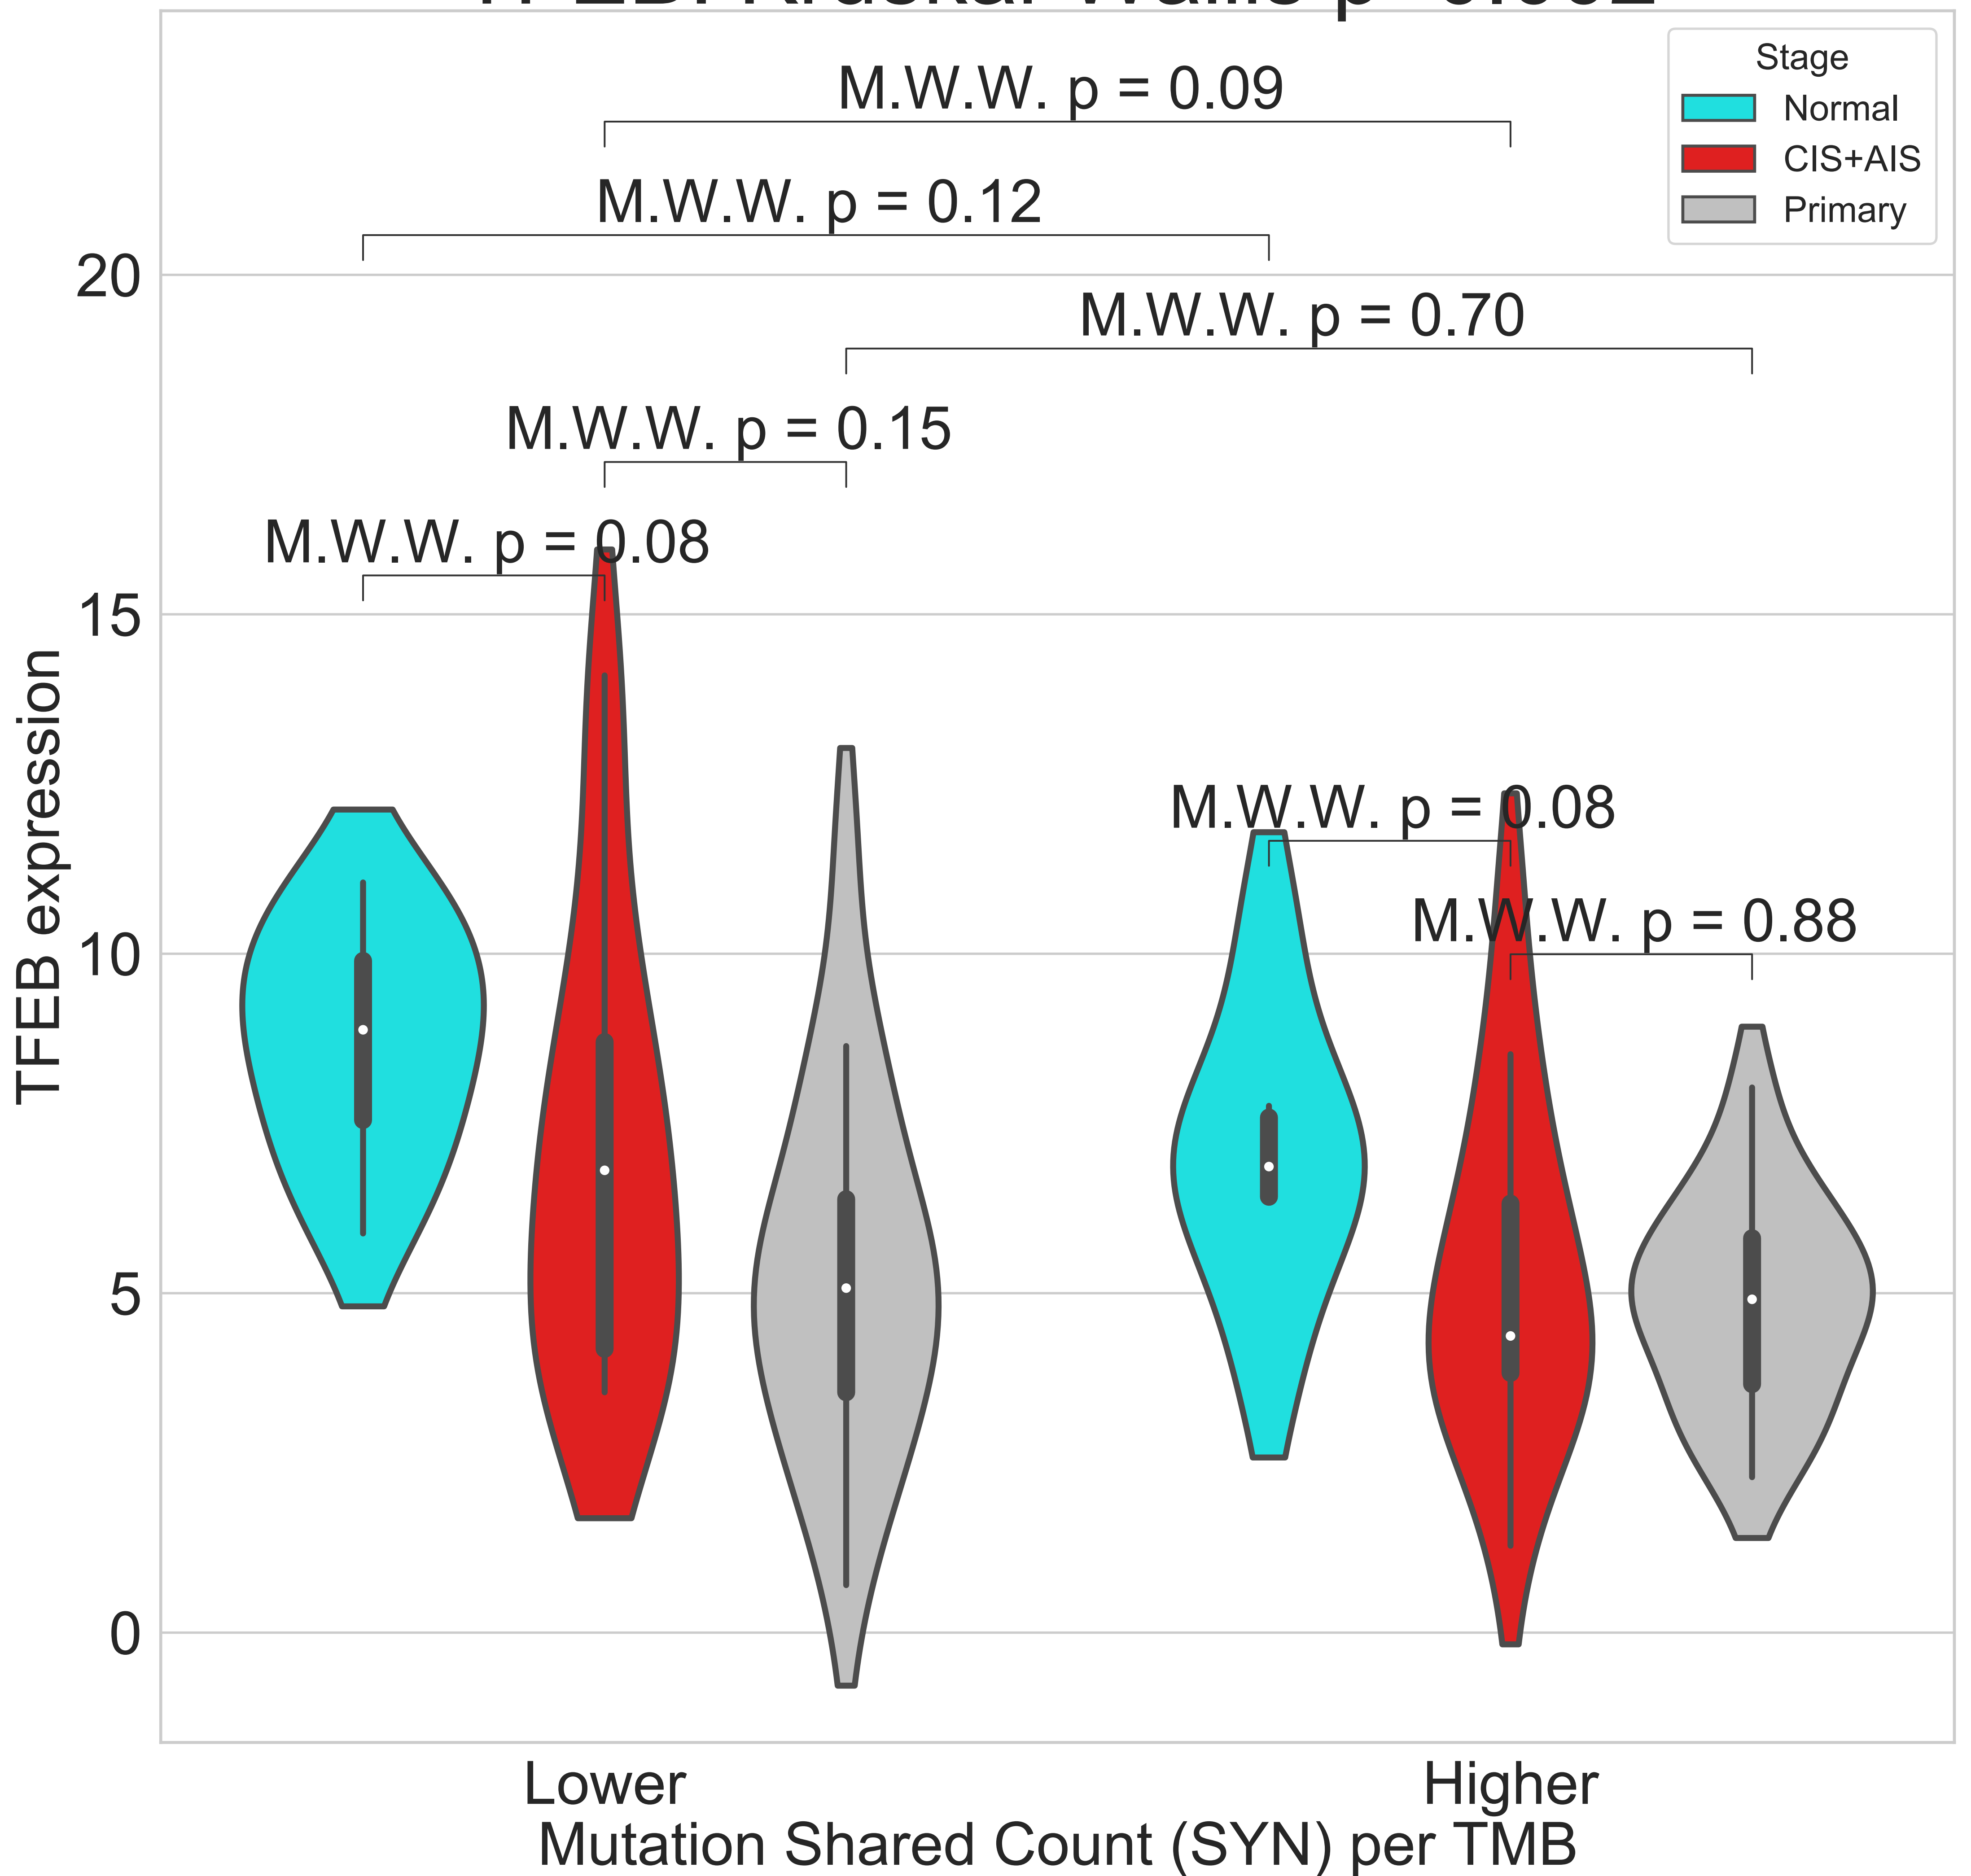 Stage
Normal
CIS+AIS
Primary
M.W.W. p = 0.09
M.W.W. p = 0.12
M.W.W. p = 0.70
M.W.W. p = 0.15
M.W.W. p = 0.08
M.W.W. p = 0.08
M.W.W. p = 0.88
20
15
10
5
0
TFEB expression
Lower
Higher
Mutation Shared Count (SYN) per TMB